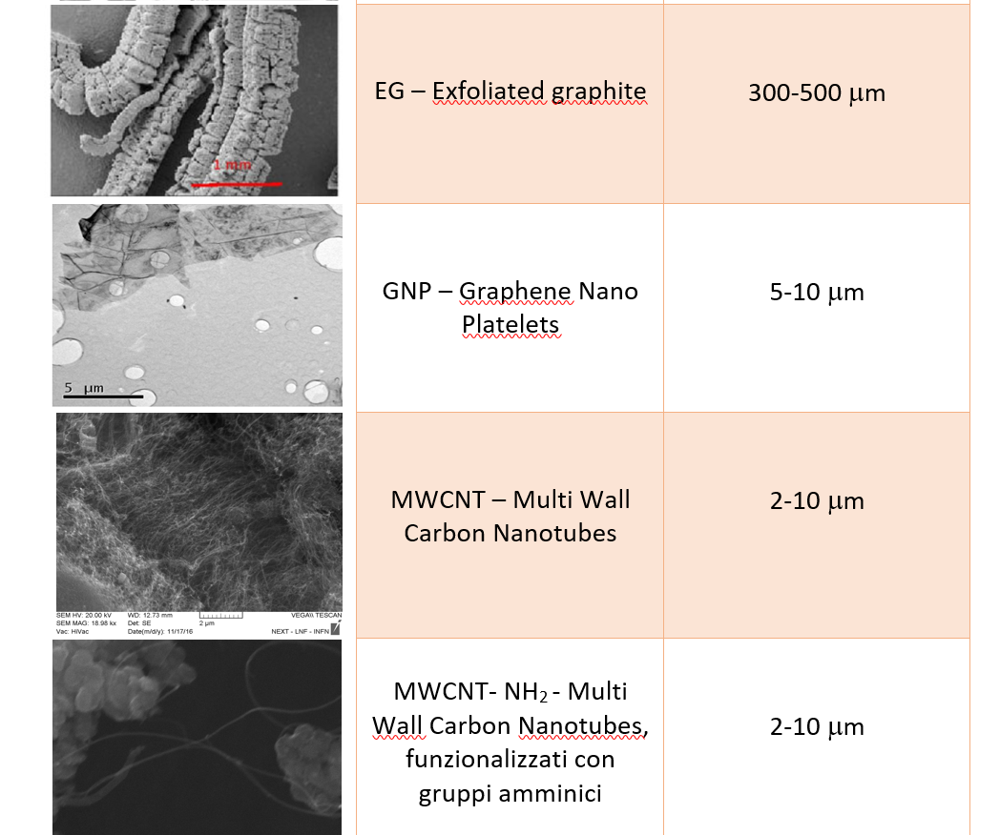 EG – Exfoliated graphite
300-500 μm
1 mm
GNP – Graphene Nano
Platelets
5-10 μm
5 μm
MWCNT – Multi Wall
Carbon Nanotubes
2-10 μm
SEM HV: 20.00 kV WD: 12.73 mm VEGA\\ TESCAN
SEM MAG: 18.98 kx Det: SE 2 μm
Vac: HiVac Date(m/d/y): 11/17/16 NEXT - LNF - INFN
MWCNT- NH₂ - Multi
Wall Carbon Nanotubes,
funzionalizzati con
gruppi amminici
2-10 μm